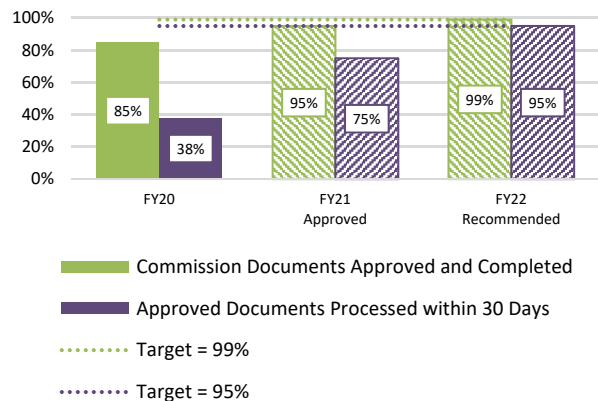 100%
80%
60%
40%
20%
0%
85%
38%
95%
75%
99%
95%
FY20
FY21
Approved
FY22
Recommended
Commission Documents Approved and Completed
Approved Documents Processed within 30 Days
Target = 99%
Target = 95%